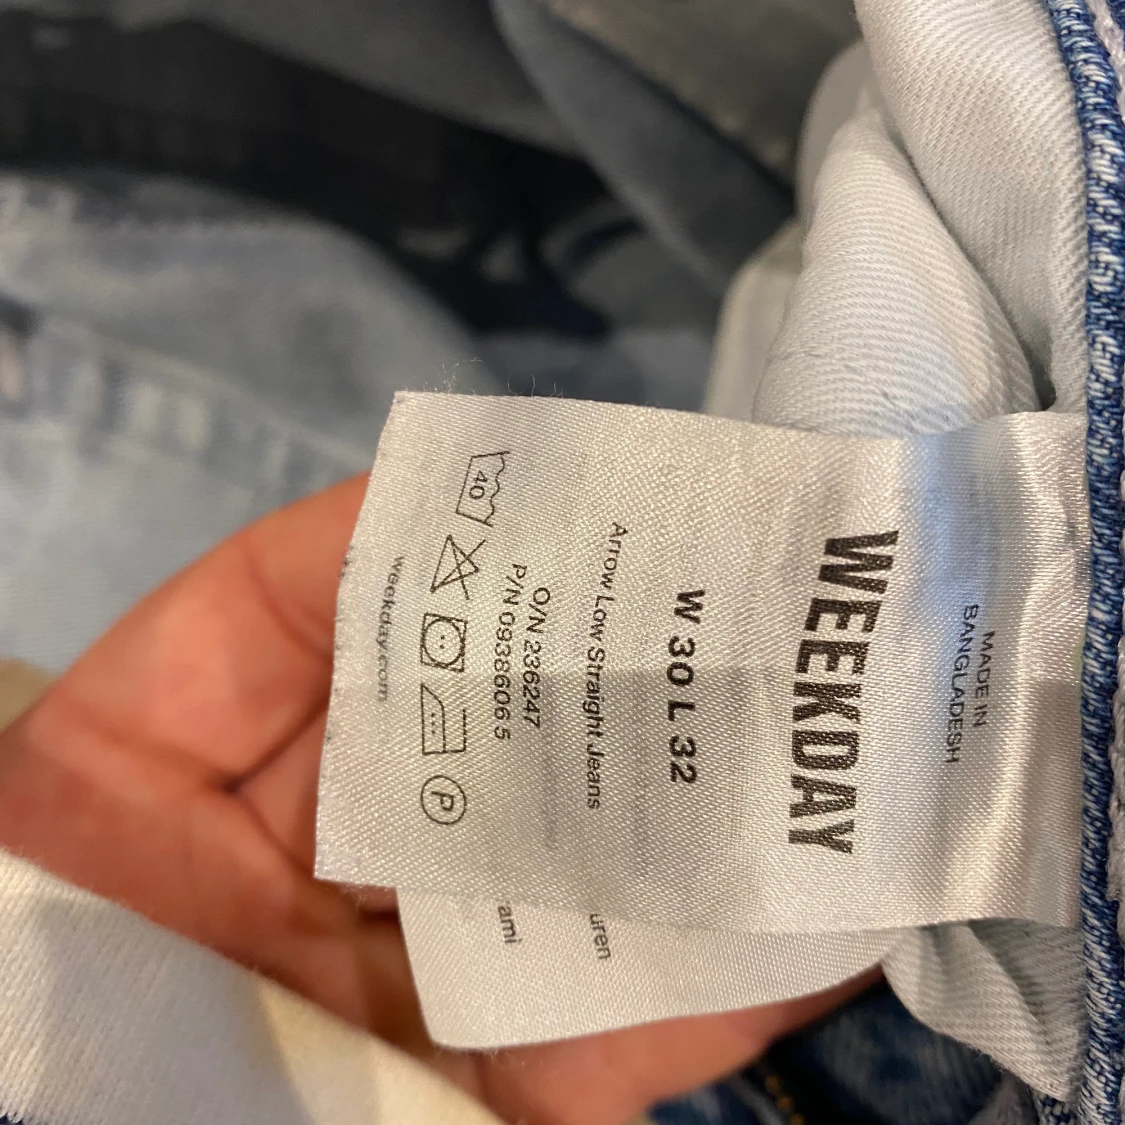 MADE IN
BANGLADESH
WEEKDAY
W 30 L 32
Arrow Low Straight Jeans
O/N 236247
P/N 0938606 5
40
P
weekday.com
uren
ami